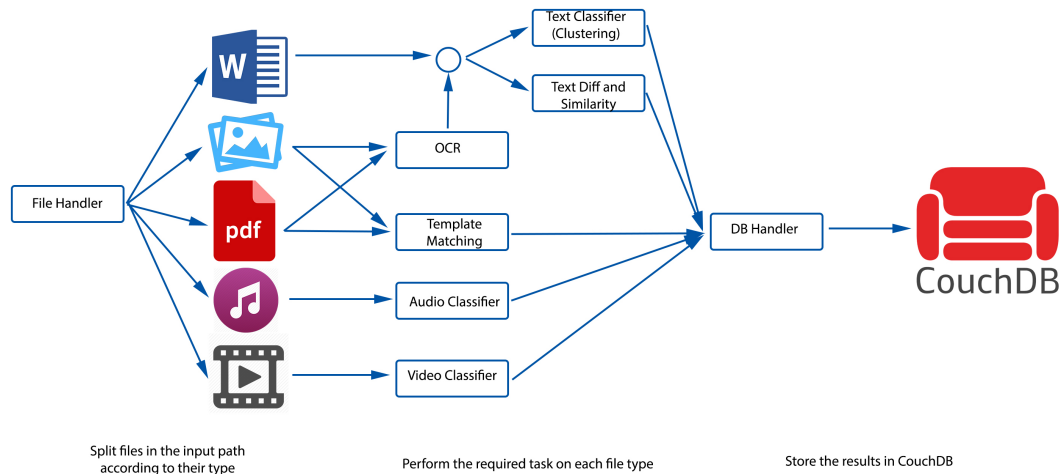 Text Classifier
(Clustering)
W
Text Diff and
Similarity
OCR
File Handler
pdf
Template
Matching
DB Handler
CouchDB
Audio Classifier
Video Classifier
Split files in the input path
according to their type
Perform the required task on each file type
Store the results in CouchDB